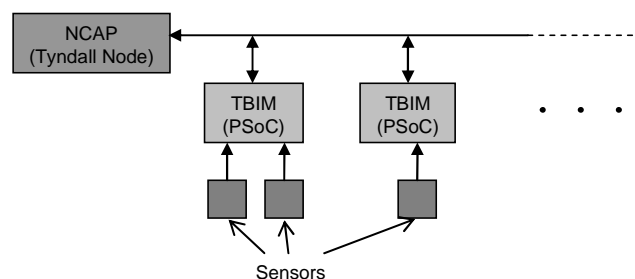 NCAP
(Tyndall Node)
TBIM
(PSoC)
TBIM
(PSoC)
. . .
Sensors